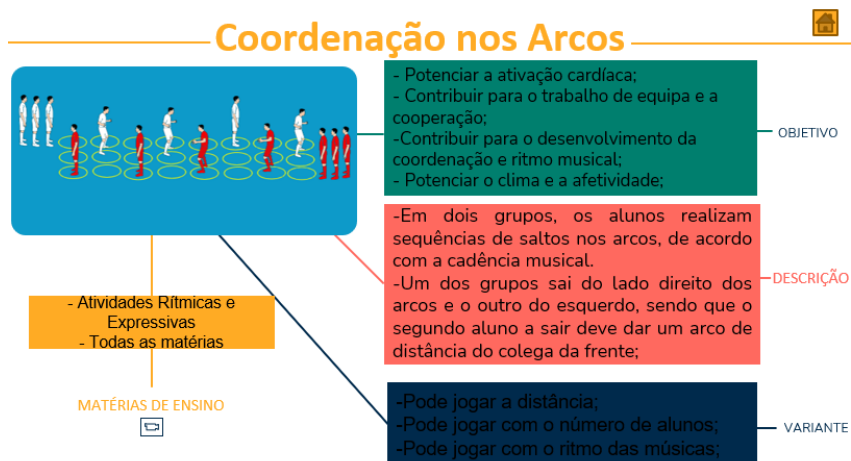 Coordenação nos Arcos
- Potenciar a ativação cardíaca;
- Contribuir para o trabalho de equipa e a
cooperação;
-Contribuir para o desenvolvimento da
coordenação e ritmo musical;
- Potenciar o clima e a afetividade;
OBJETIVO
-Em dois grupos, os alunos realizam
sequências de saltos nos arcos, de acordo
com a cadência musical.
-Um dos grupos sai do lado direito dos
arcos e o outro do esquerdo, sendo que o
segundo aluno a sair deve dar um arco de
distância do colega da frente;
DESCRIÇÃO
- Atividades Rítmicas e
Expressivas
- Todas as matérias
MATÉRIAS DE ENSINO
-Pode jogar a distância;
-Pode jogar com o número de alunos;
-Pode jogar com o ritmo das músicas;
VARIANTE